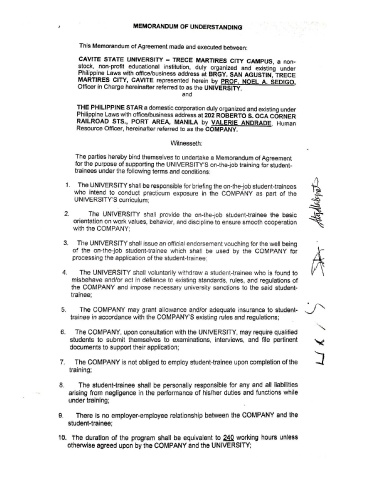 MEMORANDUM OF UNDERSTANDING
This Memorandum of Agreement made and executed between:
CAVITE STATE UNIVERSITY – TRECE MARTIRES CITY CAMPUS, a non-
stock, non-profit educational institution, duly organized and existing under
Philippine Laws with office/business address at BRGY. SAN AGUSTIN, TRECE
MARTIRES CITY, CAVITE represented herein by PROF. NOEL A. SEDIGO,
Officer in Charge hereinafter referred to as the UNIVERSITY.
and
THE PHILIPPINE STAR a domestic corporation duly organized and existing under
Philippine Laws with office/business address at 202 ROBERTO S. OCA CORNER
RAILROAD STS., PORT AREA, MANILA by VALERIE ANDRADE, Human
Resource Officer, hereinafter referred to as the COMPANY.
Witnesseth:
The parties hereby bind themselves to undertake a Memorandum of Agreement
for the purpose of supporting the UNIVERSITY'S on-the-job training for student-
trainees under the following terms and conditions:
1. The UNIVERSITY shall be responsible for briefing the on-the-job student-trainees
who intend to conduct practicum exposure in the COMPANY as part of the
UNIVERSITY'S curriculum;
2. The UNIVERSITY shall provide the on-the-job student-trainee the basic
orientation on work values, behavior, and discipline to ensure smooth cooperation
with the COMPANY;
3. The UNIVERSITY shall issue an official endorsement vouching for the well being
of the on-the-job student-trainee which shall be used by the COMPANY for
processing the application of the student-trainee;
4. The UNIVERSITY shall voluntarily withdraw a student-trainee who is found to
misbehave and/or act in defiance to existing standards, rules, and regulations of
the COMPANY and impose necessary university sanctions to the said student-
trainee;
5. The COMPANY may grant allowance and/or adequate insurance to student-
trainee in accordance with the COMPANY'S existing rules and regulations;
6. The COMPANY, upon consultation with the UNIVERSITY, may require qualified
students to submit themselves to examinations, interviews, and file pertinent
documents to support their application;
7. The COMPANY is not obliged to employ student-trainee upon completion of the
training;
8. The student-trainee shall be personally responsible for any and all liabilities
arising from negligence in the performance of his/her duties and functions while
under training;
9. There is no employer-employee relationship between the COMPANY and the
student-trainee;
10. The duration of the program shall be equivalent to 240 working hours unless
otherwise agreed upon by the COMPANY and the UNIVERSITY;